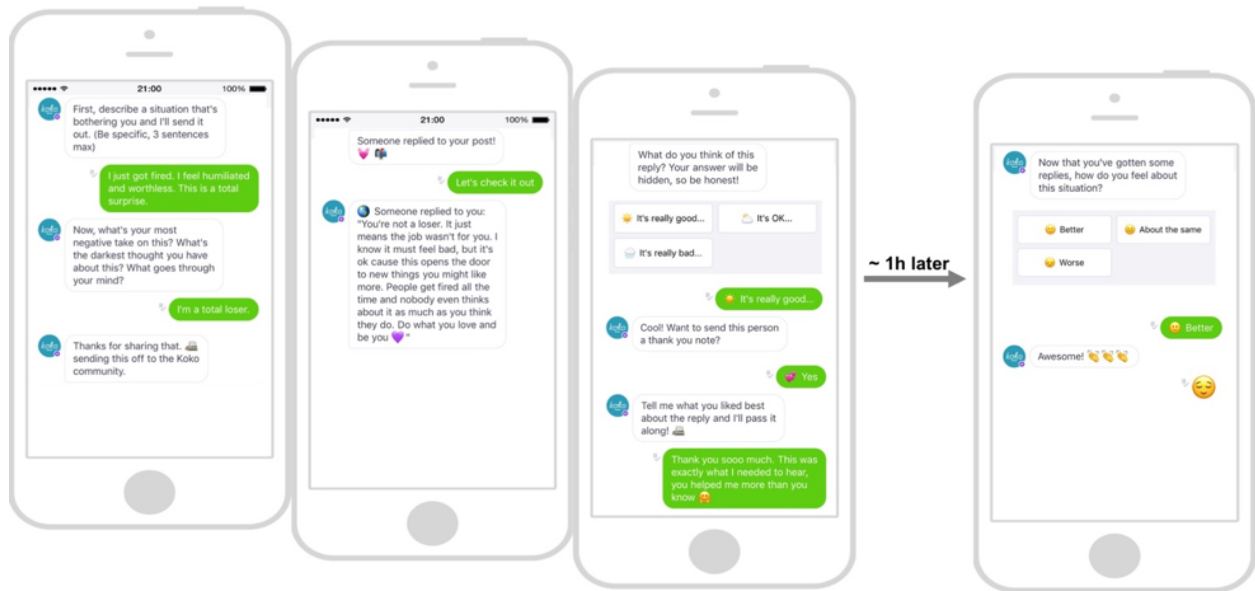 21:00 100%
koko
First, describe a situation that's
bothering you and I'll send it
out. (Be specific, 3 sentences
max)
I just got fired. I feel humiliated
and worthless. This is a total
surprise.
koko
Now, what's your most
negative take on this? What's
the darkest thought you have
about this? What goes through
your mind?
I'm a total loser.
koko
Thanks for sharing that. 📠
sending this off to the Koko
community.
21:00 100%
Someone replied to your post!
💓 📬
Let's check it out
koko
🌎 Someone replied to you:
"You're not a loser. It just
means the job wasn't for you. I
know it must feel bad, but it's
ok cause this opens the door
to new things you might like
more. People get fired all the
time and nobody even thinks
about it as much as you think
they do. Do what you love and
be you 💜 "
What do you think of this
reply? Your answer will be
hidden, so be honest!
☀️ It's really good... 🌥 It's OK...
🌧 It's really bad...
☀️ It's really good...
koko
Cool! Want to send this person
a thank you note?
💞 Yes
koko
Tell me what you liked best
about the reply and I'll pass it
along! 📠
Thank you sooo much. This was
exactly what I needed to hear,
you helped me more than you
know 🤗
~ 1h later
koko
Now that you've gotten some
replies, how do you feel about
this situation?
Better About the same
Worse
Better
koko
Awesome! 👏👏👏
😌